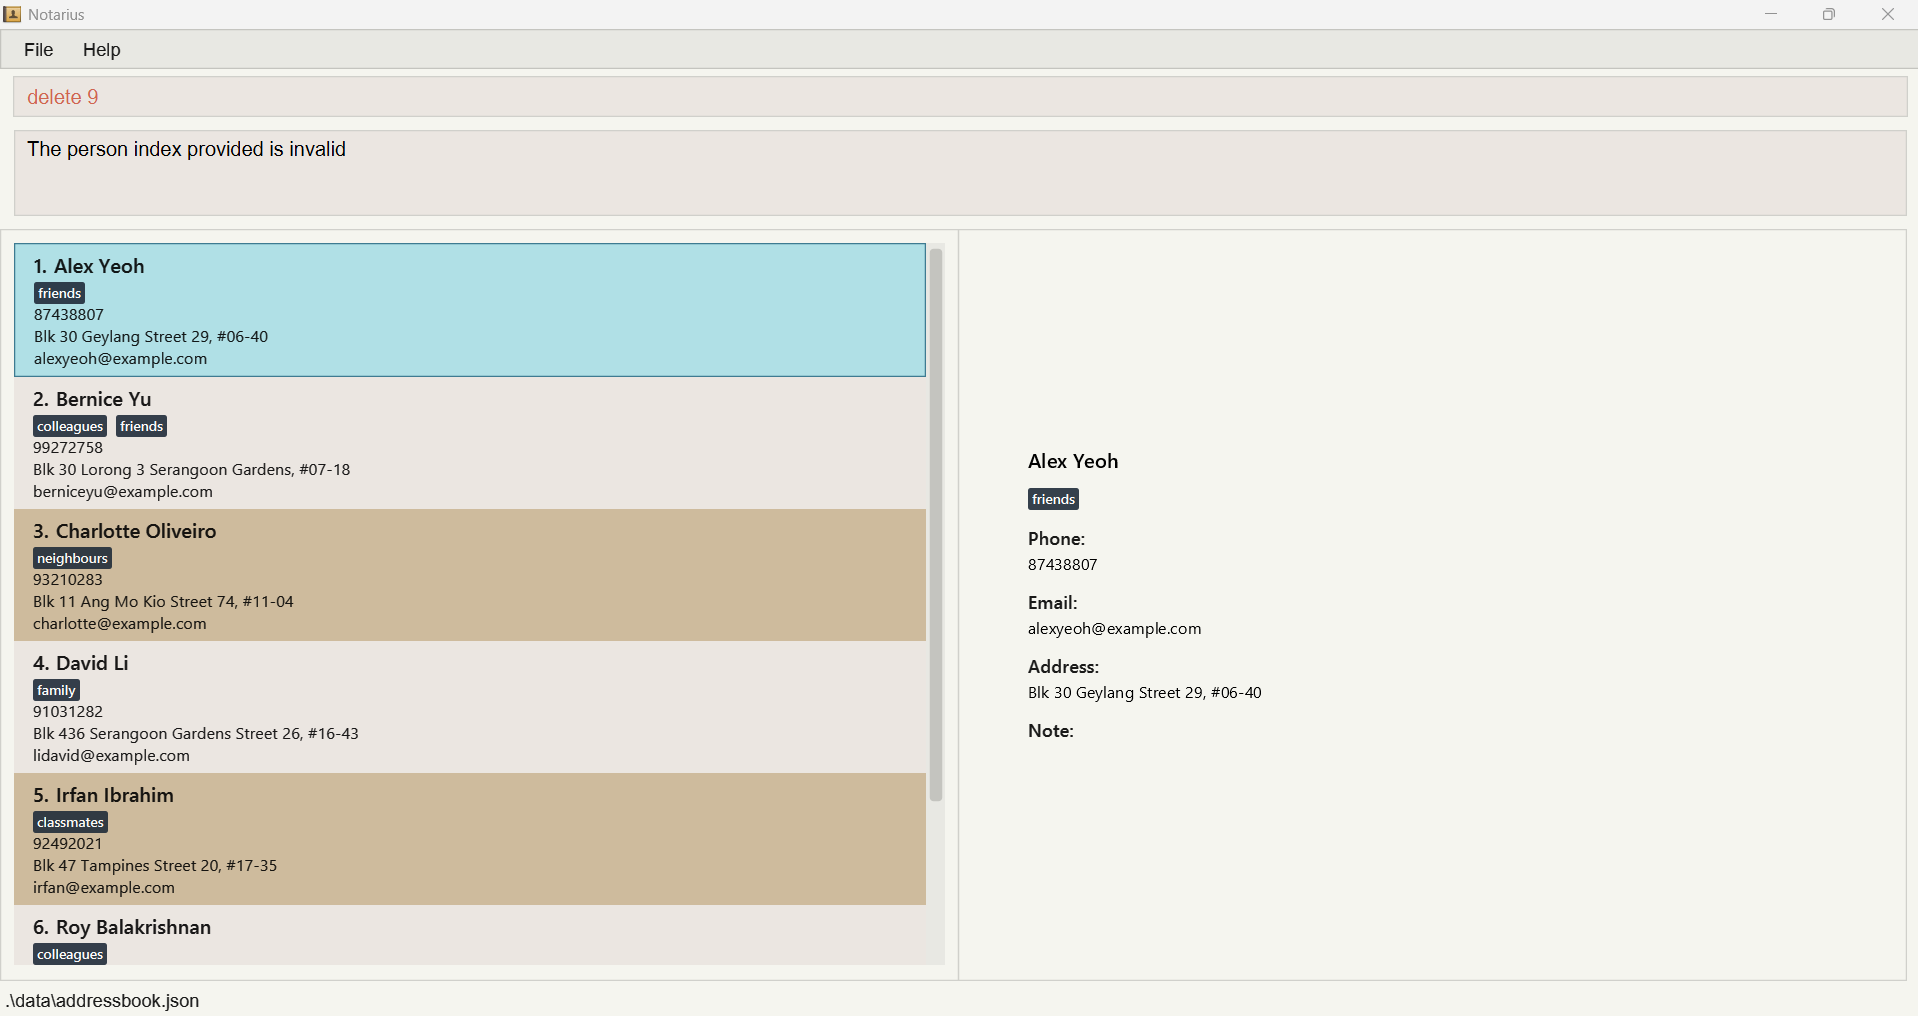 Notarius
File Help
delete 9
The person index provided is invalid
1. Alex Yeoh
friends
87438807
Blk 30 Geylang Street 29, #06-40
alexyeoh@example.com
2. Bernice Yu
colleagues friends
99272758
Blk 30 Lorong 3 Serangoon Gardens, #07-18
berniceyu@example.com
3. Charlotte Oliveiro
neighbours
93210283
Blk 11 Ang Mo Kio Street 74, #11-04
charlotte@example.com
4. David Li
family
91031282
Blk 436 Serangoon Gardens Street 26, #16-43
lidavid@example.com
5. Irfan Ibrahim
classmates
92492021
Blk 47 Tampines Street 20, #17-35
irfan@example.com
6. Roy Balakrishnan
colleagues
Alex Yeoh
friends
Phone:
87438807
Email:
alexyeoh@example.com
Address:
Blk 30 Geylang Street 29, #06-40
Note:
.\data\addressbook.json